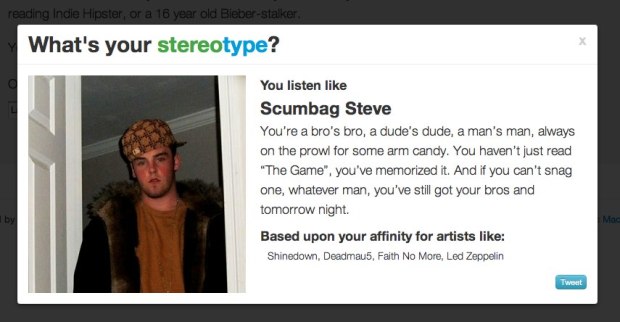 reading Indie Hipster, or a 16 year old Bieber-stalker.
What's your stereotype?
x
You listen like
Scumbag Steve
You're a bro's bro, a dude's dude, a man's man, always
on the prowl for some arm candy. You haven't just read
“The Game”, you've memorized it. And if you can't snag
one, whatever man, you've still got your bros and
tomorrow night.
Based upon your affinity for artists like:
Shinedown, Deadmau5, Faith No More, Led Zeppelin
Tweet